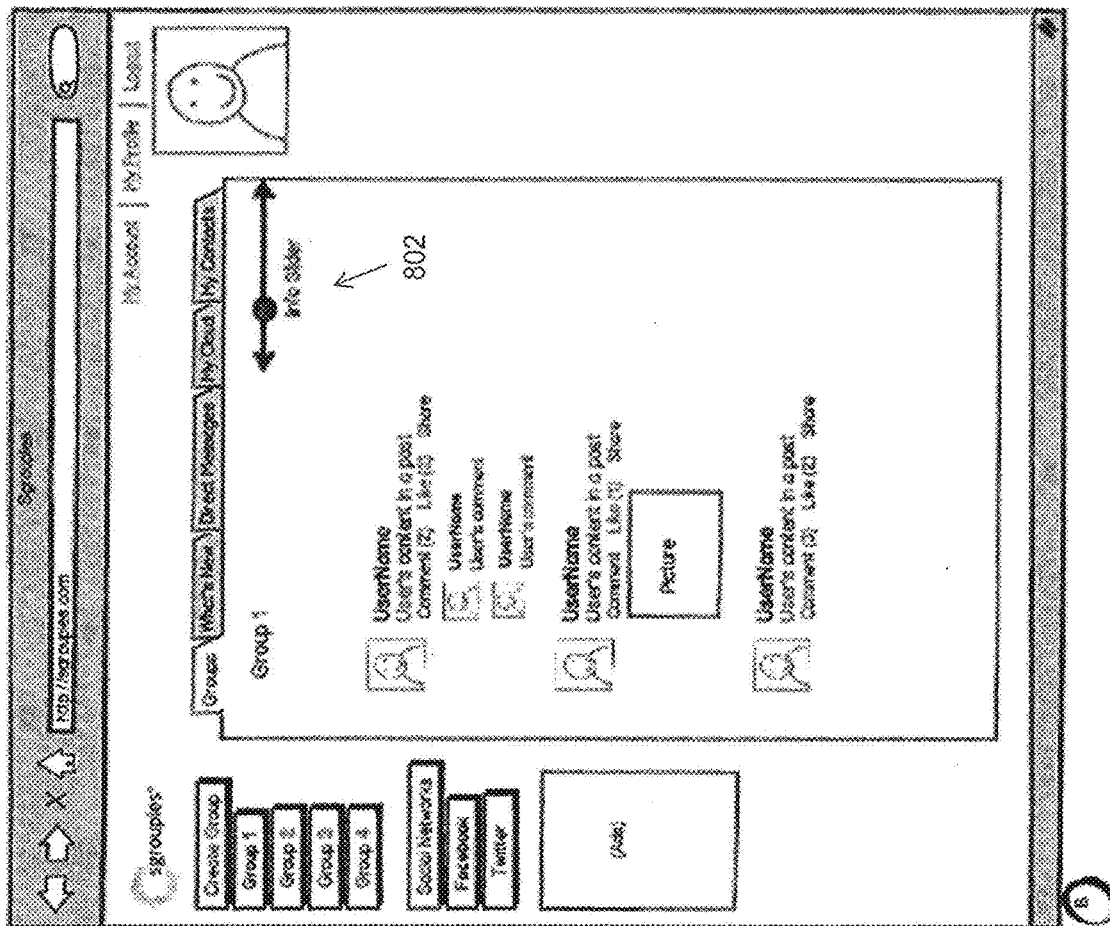 Sgroupies
http://sgroupies.com
My Account | My Profile | Logout
sgroupies®
Create Group
Group 1
Group 2
Group 3
Group 4
Social Networks
Facebook
Twitter
(Ads)
Groups
What's New
Direct Messages
My Cloud
My Contacts
Group 1
Info Slider
802
UserName
User's content in a post
Comment (2) Like Share
UserName
User's comment
UserName
User's comment
UserName
User's content in a post
Comment Like (1) Share
Picture
UserName
User's content in a post
Comment (3) Like (2) Share
8